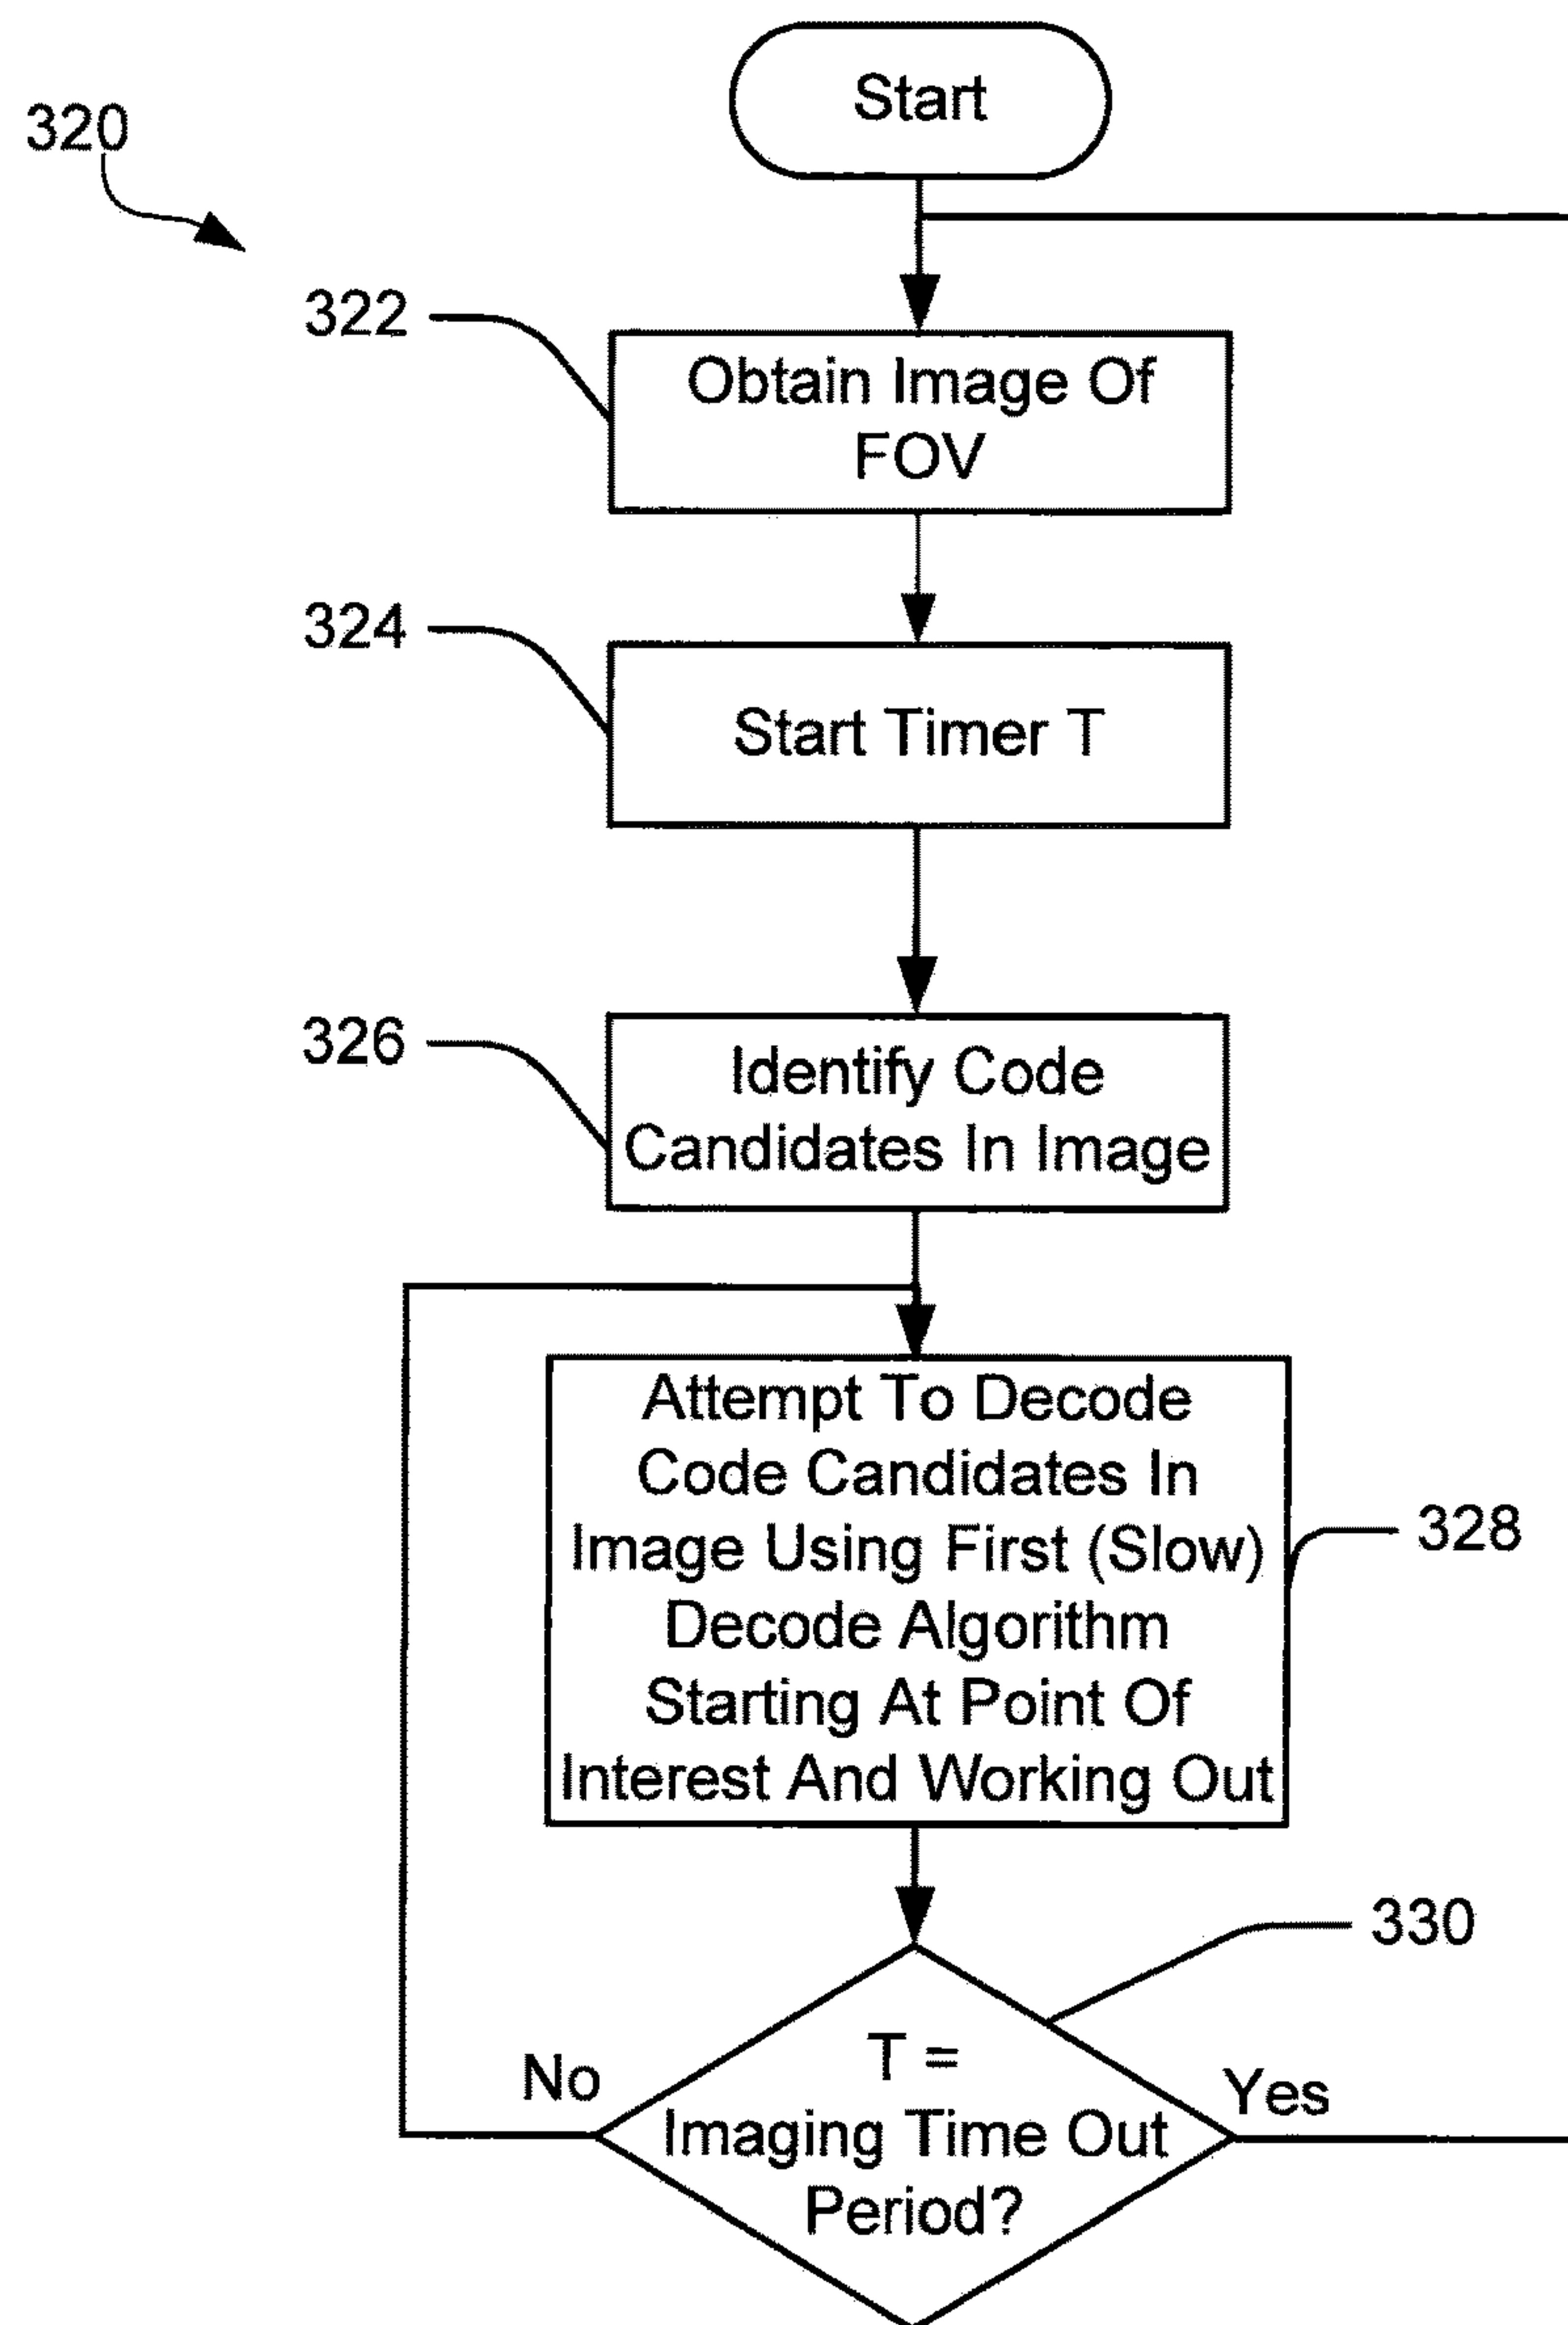 Start
320
322
Obtain Image Of
FOV
324
Start Timer T
326
Identify Code
Candidates In Image
Attempt To Decode
Code Candidates In
Image Using First (Slow)
Decode Algorithm
Starting At Point Of
Interest And Working Out
328
330
T =
Imaging Time Out
Period?
No
Yes